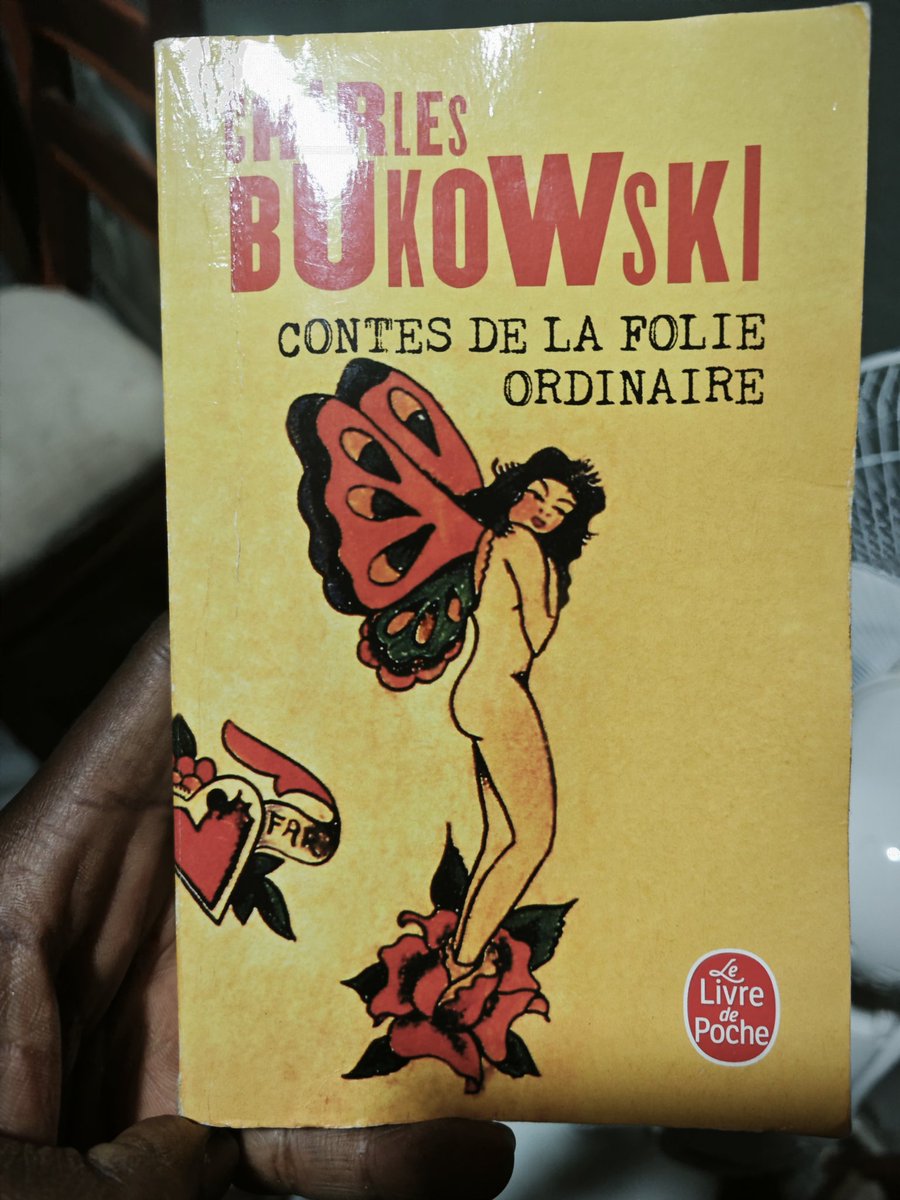 CHARLES
BUKOWSKI
CONTES DE LA FOLIE
ORDINAIRE
Le
Livre
de
Poche